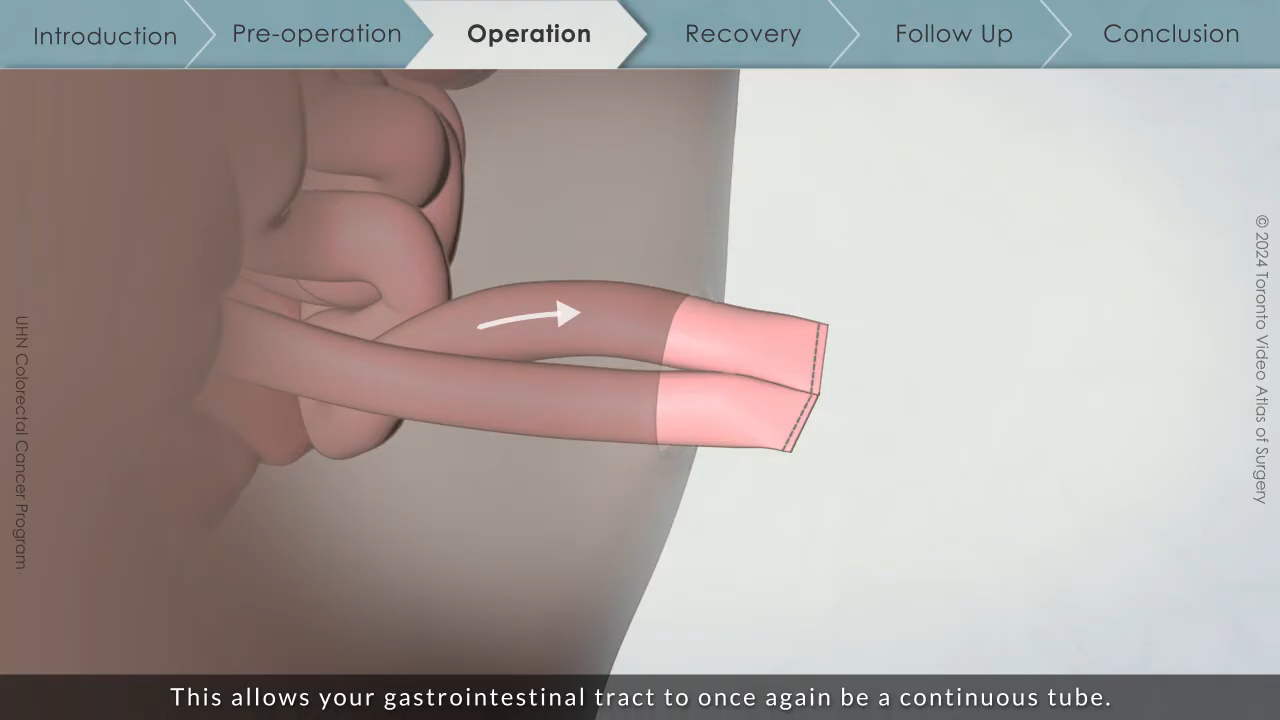 Introduction
Pre-operation
Operation
Recovery
Follow Up
Conclusion
UHN Colorectal Cancer Program
© 2024 Toronto Video Atlas of Surgery
This allows your gastrointestinal tract to once again be a continuous tube.